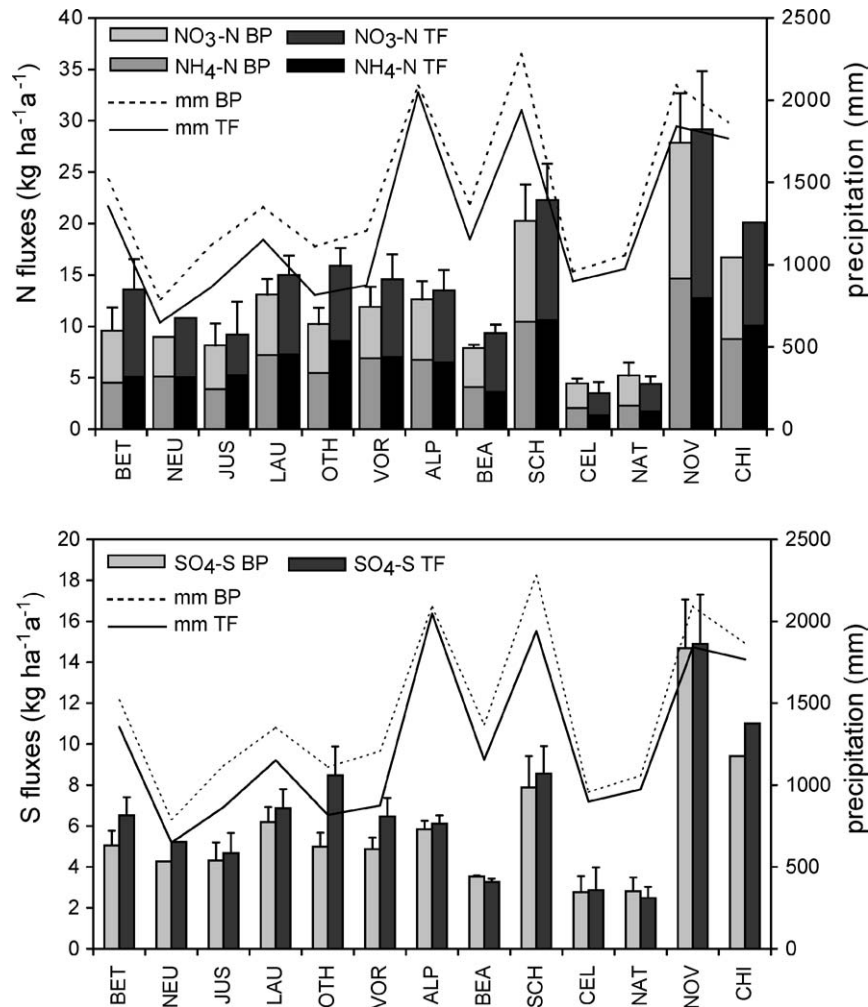 NO3-N BP NO3-N TF
NH4-N BP NH4-N TF
mm BP
mm TF
N fluxes (kg ha-1a-1)
40
35
30
25
20
15
10
5
0
precipitation (mm)
2500
2000
1500
1000
500
0
BET NEU JUS LAU OTH VOR ALP BEA SCH CEL NAT NOV CHI
SO4-S BP SO4-S TF
mm BP
mm TF
S fluxes (kg ha-1a-1)
20
18
16
14
12
10
8
6
4
2
0
precipitation (mm)
2500
2000
1500
1000
500
0
BET NEU JUS LAU OTH VOR ALP BEA SCH CEL NAT NOV CHI